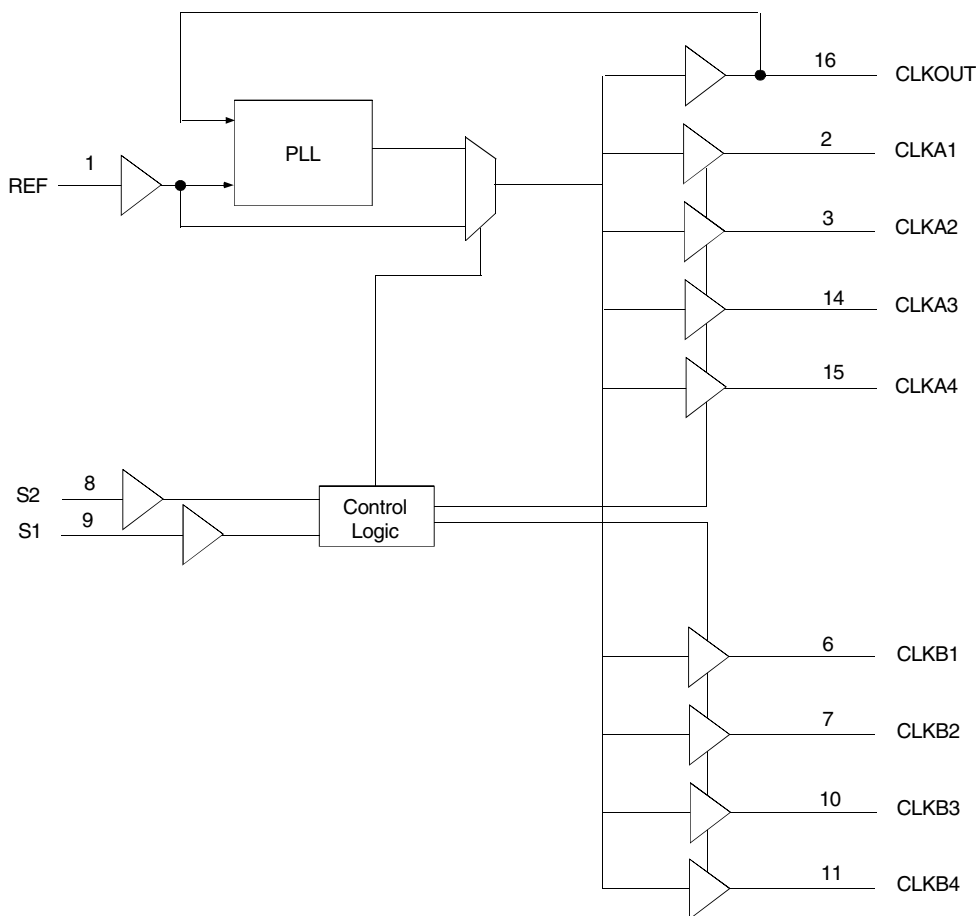 16 CLKOUT
PLL
1
REF
2 CLKA1
3 CLKA2
14 CLKA3
15 CLKA4
S2 8
S1 9
Control
Logic
6 CLKB1
7 CLKB2
10 CLKB3
11 CLKB4